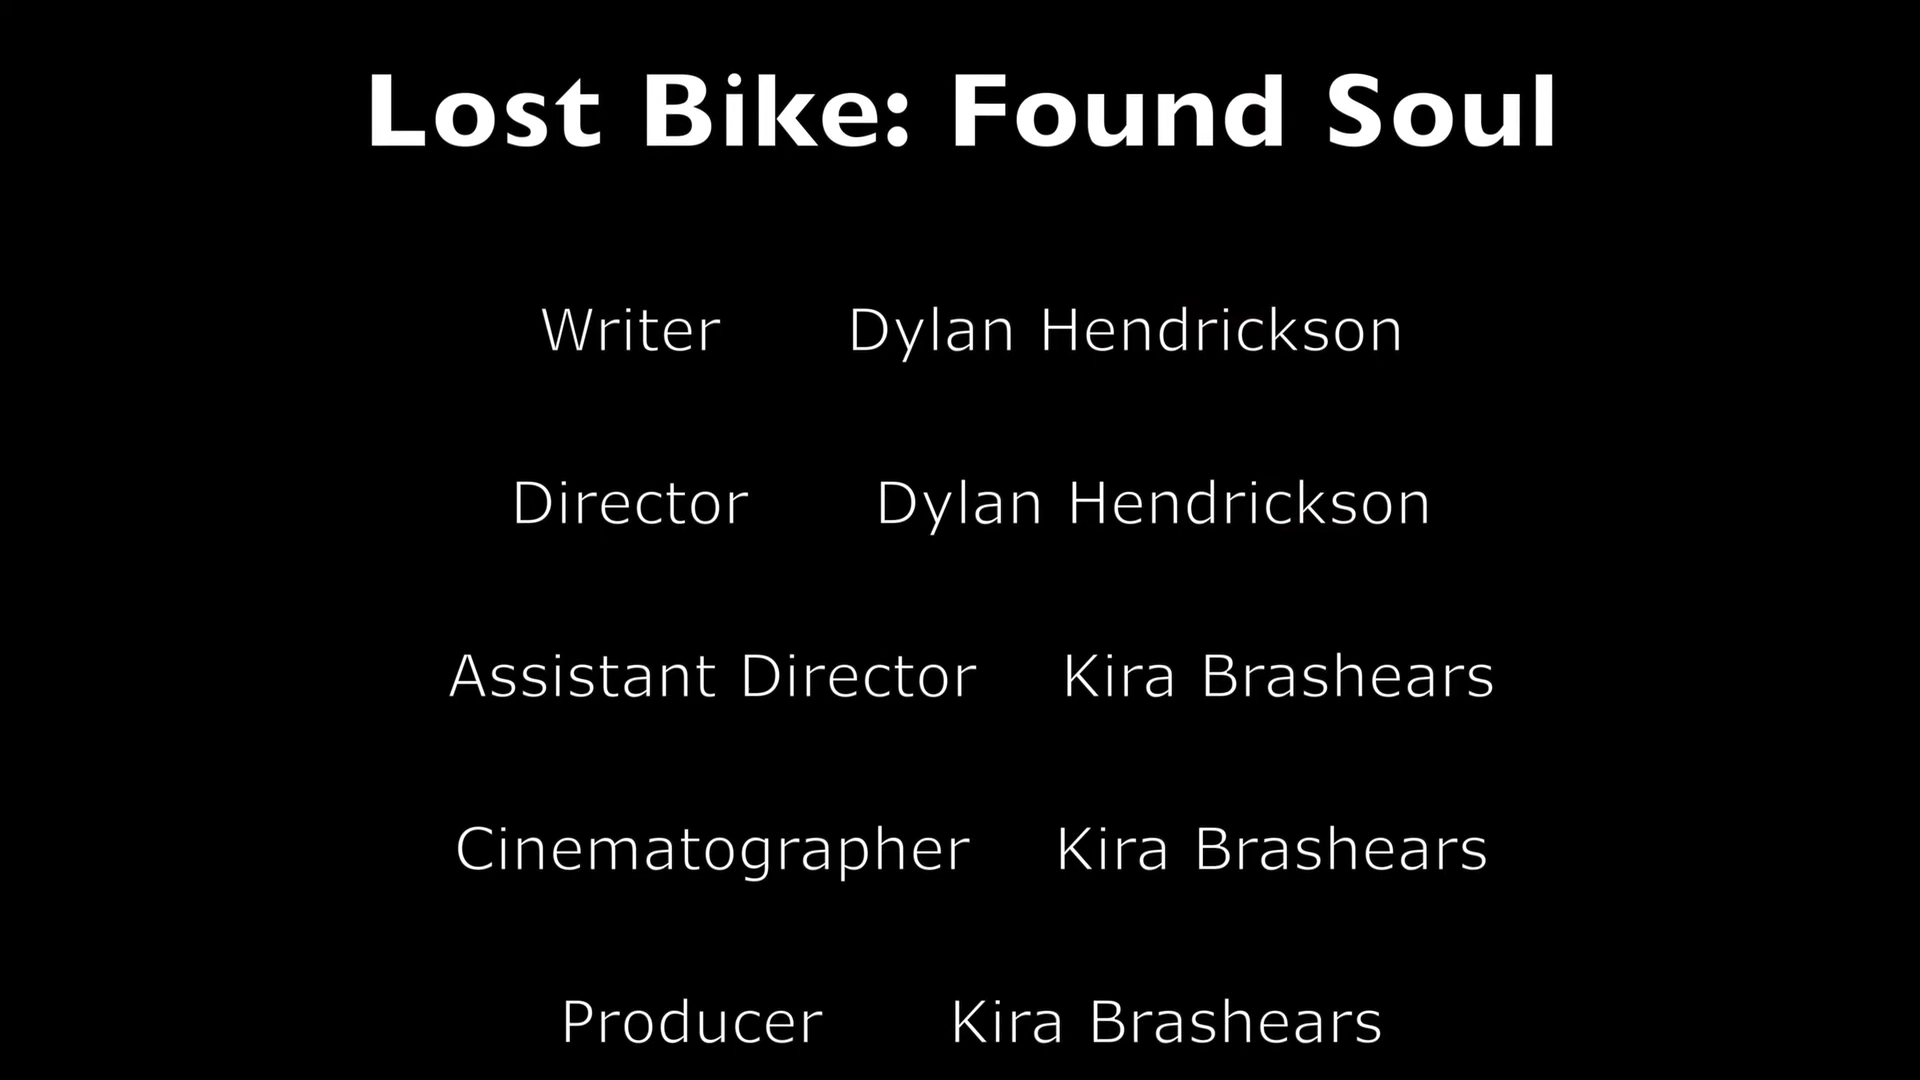 Lost Bike: Found Soul
Writer Dylan Hendrickson
Director Dylan Hendrickson
Assistant Director Kira Brashears
Cinematographer Kira Brashears
Producer Kira Brashears